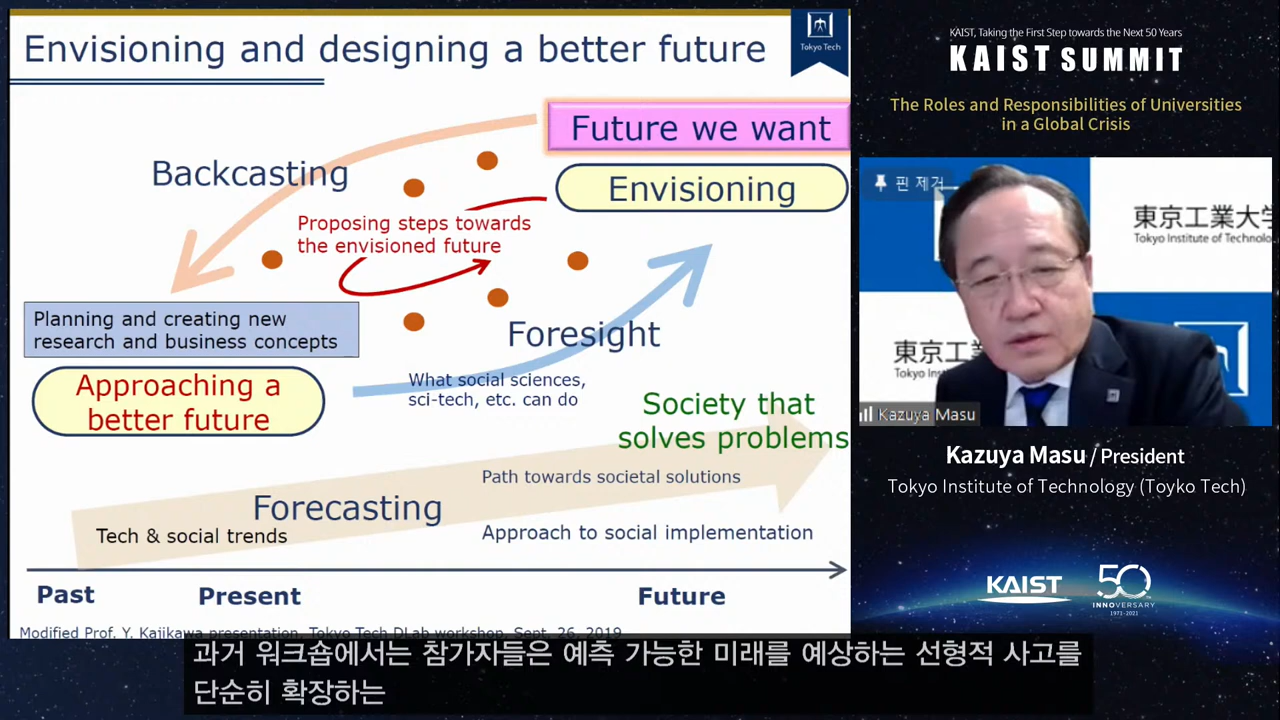 Envisioning and designing a better future
Tokyo Tech
Future we want
Backcasting
Envisioning
Proposing steps towards
the envisioned future
Planning and creating new
research and business concepts
Foresight
Approaching a
better future
What social sciences,
sci-tech, etc. can do
Society that
solves problems
Path towards societal solutions
Forecasting
Tech & social trends
Approach to social implementation
Past
Present
Future
Modified Prof. Y. Kajikawa presentation, Tokyo Tech DLab workshop, Sept. 26, 2019
KAIST, Taking the First Step towards the Next 50 Years
KAIST SUMMIT
The Roles and Responsibilities of Universities
in a Global Crisis
핀 제거
東京工業大学
Tokyo Institute of Technolo
東京工
Tokyo In
Kazuya Masu
Kazuya Masu / President
Tokyo Institute of Technology (Toyko Tech)
KAIST
50
INNOVERSARY
1971-2021
과거 워크숍에서는 참가자들은 예측 가능한 미래를 예상하는 선형적 사고를
단순히 확장하는